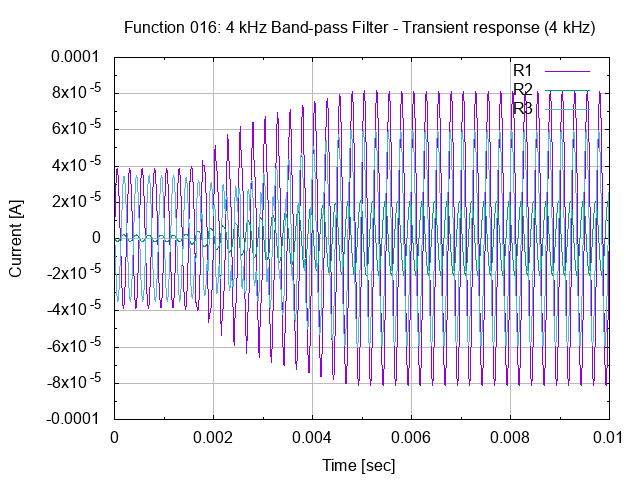 Function 016: 4 kHz Band-pass Filter - Transient response (4 kHz)
0.0001
8x10-5
6x10-5
4x10-5
2x10-5
0
-2x10-5
-4x10-5
-6x10-5
-8x10-5
-0.0001
Current [A]
R1
R2
R3
0 0.002 0.004 0.006 0.008 0.01
Time [sec]